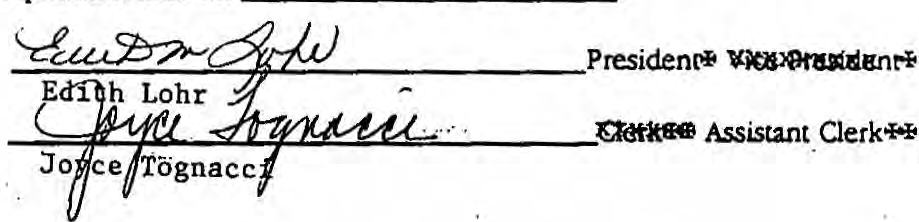 Edith M Lohr President
Edith Lohr
Joyce Tognacci Assistant Clerk
Joyce Tognacci